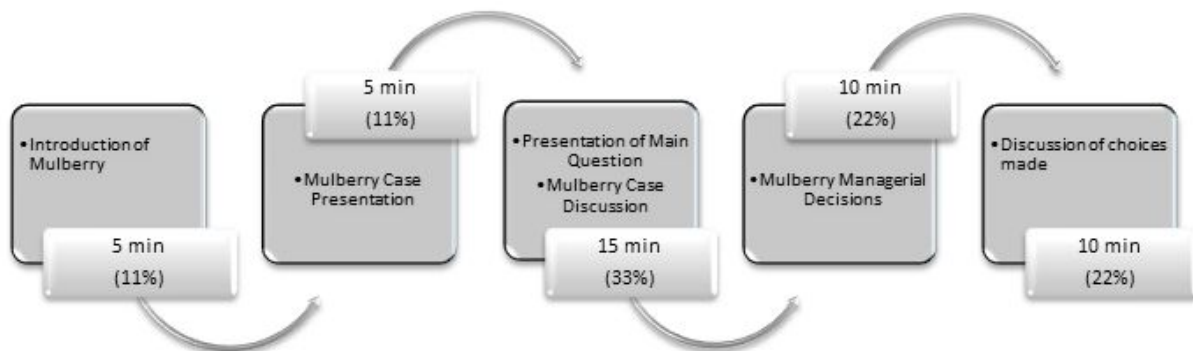 •Introduction of
Mulberry
5 min
(11%)
5 min
(11%)
•Mulberry Case
Presentation
•Presentation of Main
Question
•Mulberry Case
Discussion
15 min
(33%)
10 min
(22%)
•Mulberry Managerial
Decisions
•Discussion of choices
made
10 min
(22%)